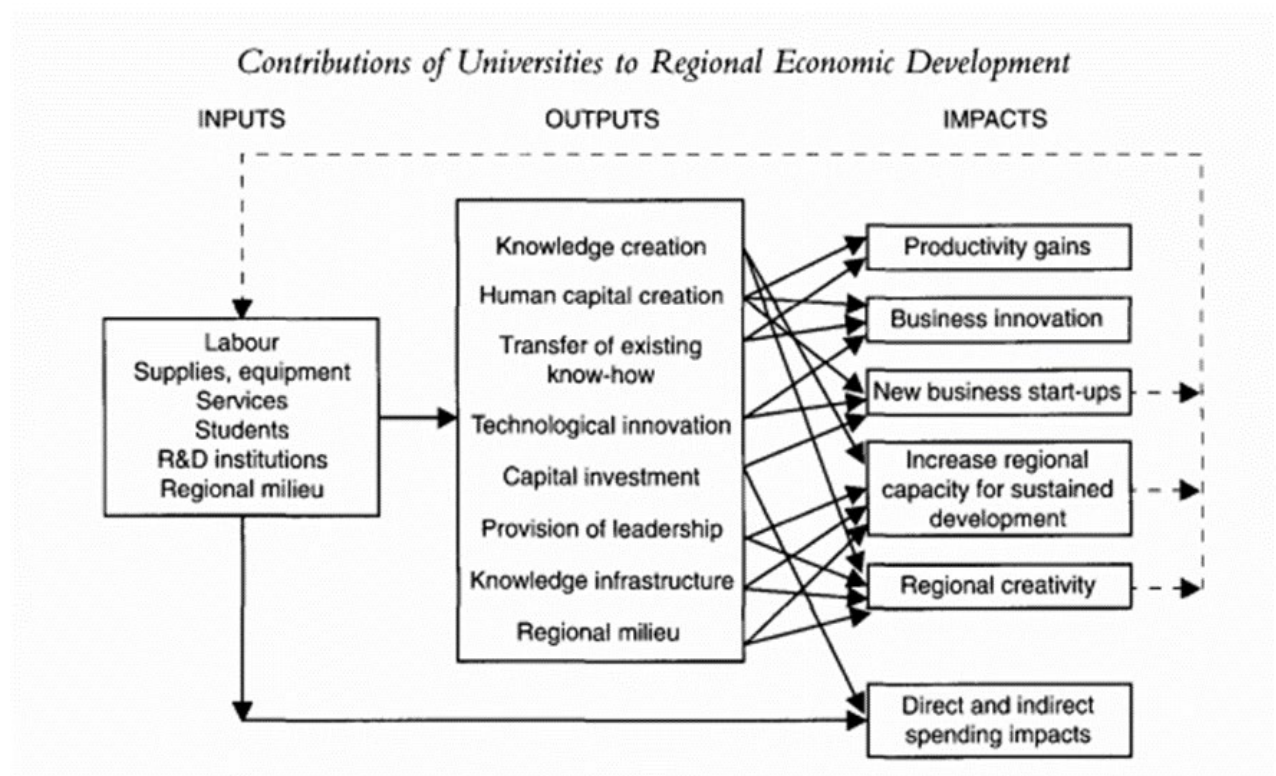 Contributions of Universities to Regional Economic Development
INPUTS
OUTPUTS
IMPACTS
Labour
Supplies, equipment
Services
Students
R&D institutions
Regional milieu
Knowledge creation
Human capital creation
Transfer of existing
know-how
Technological innovation
Capital investment
Provision of leadership
Knowledge infrastructure
Regional milieu
Productivity gains
Business innovation
New business start-ups
Increase regional
capacity for sustained
development
Regional creativity
Direct and indirect
spending impacts